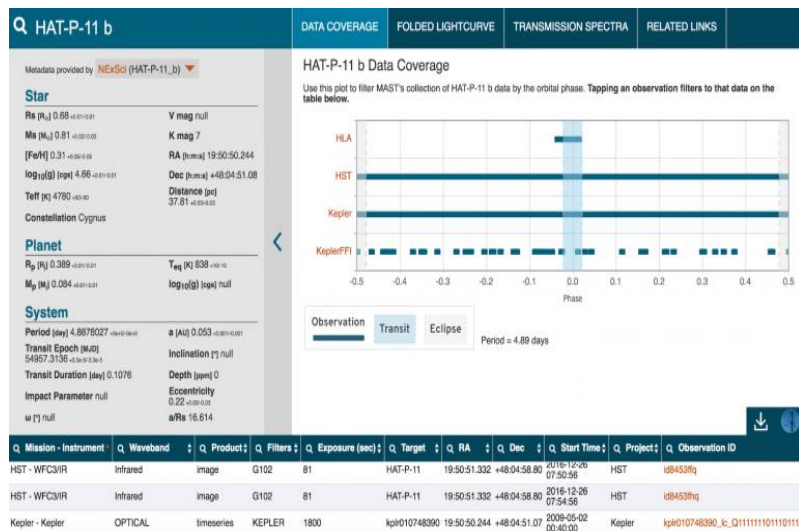 HAT-P-11 b
DATA COVERAGE
FOLDED LIGHTCURVE
TRANSMISSION SPECTRA
RELATED LINKS
Metadata provided by NExSci (HAT-P-11_b)
Star
Rs [R☉] 0.68
V mag null
Ms [M☉] 0.81
K mag 7
[Fe/H] 0.31
RA [h:m:s] 19:50:50.244
log10(g) [cgs] 4.66
Dec [h:m:s] +48:04:51.08
Teff [K] 4780
Distance [pc]
37.81
Constellation Cygnus
Planet
Rp [Rj] 0.389
Teq [K] 838
Mp [Mj] 0.084
log10(g) [cgs] null
System
Period [day] 4.8878027
a [AU] 0.053
Transit Epoch [MJD]
54957.3136
Inclination [°] null
Transit Duration [day] 0.1076
Depth [ppm] 0
Impact Parameter null
Eccentricity
0.22
ω [°] null
a/Rs 16.614
HAT-P-11 b Data Coverage
Use this plot to filter MAST's collection of HAT-P-11 b data by the orbital phase. Tapping an observation filters to that data on the
table below.
HLA
HST
Kepler
KeplerFFI
-0.5 -0.4 -0.3 -0.2 -0.1 0.0 0.1 0.2 0.3 0.4 0.5
Phase
Observation Transit Eclipse
Period = 4.89 days
Mission - Instrument Waveband Product Filters Exposure (sec) Target RA Dec Start Time Project Observation ID
HST - WFC3/IR Infrared image G102 81 HAT-P-11 19:50:51.332 +48:04:58.80 2016-12-26 07:50:56 HST id8453ffq
HST - WFC3/IR Infrared image G102 81 HAT-P-11 19:50:51.332 +48:04:58.80 2016-12-26 07:54:56 HST id8453fhq
Kepler - Kepler OPTICAL timeseries KEPLER 1800 kplr010748390 19:50:50.244 +48:04:51.07 2009-05-02 00:40:00 Kepler